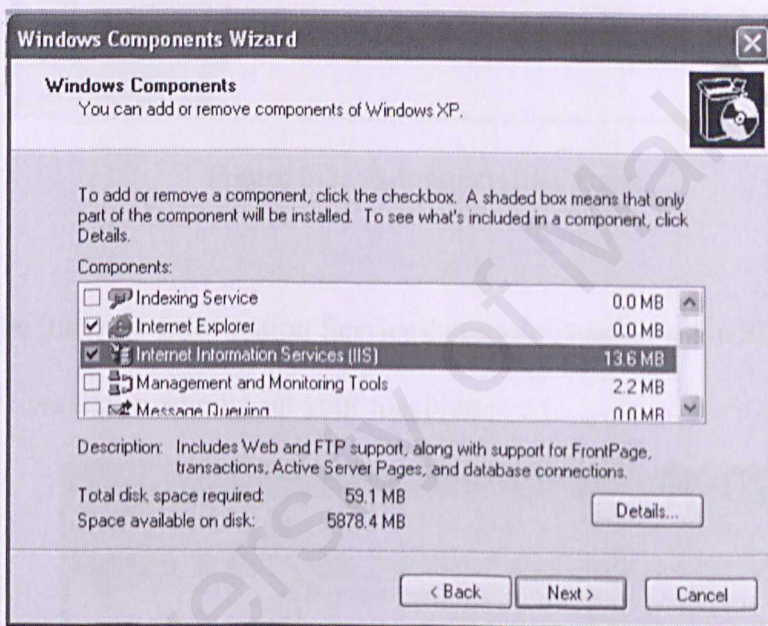 Windows Components Wizard
Windows Components
You can add or remove components of Windows XP.
To add or remove a component, click the checkbox. A shaded box means that only
part of the component will be installed. To see what's included in a component, click
Details.
Components:
Indexing Service 0.0 MB
Internet Explorer 0.0 MB
Internet Information Services (IIS) 13.6 MB
Management and Monitoring Tools 2.2 MB
Message Queuing 0.0 MB
Description: Includes Web and FTP support, along with support for FrontPage,
transactions, Active Server Pages, and database connections.
Total disk space required: 59.1 MB
Space available on disk: 5878.4 MB
Details...
< Back Next > Cancel